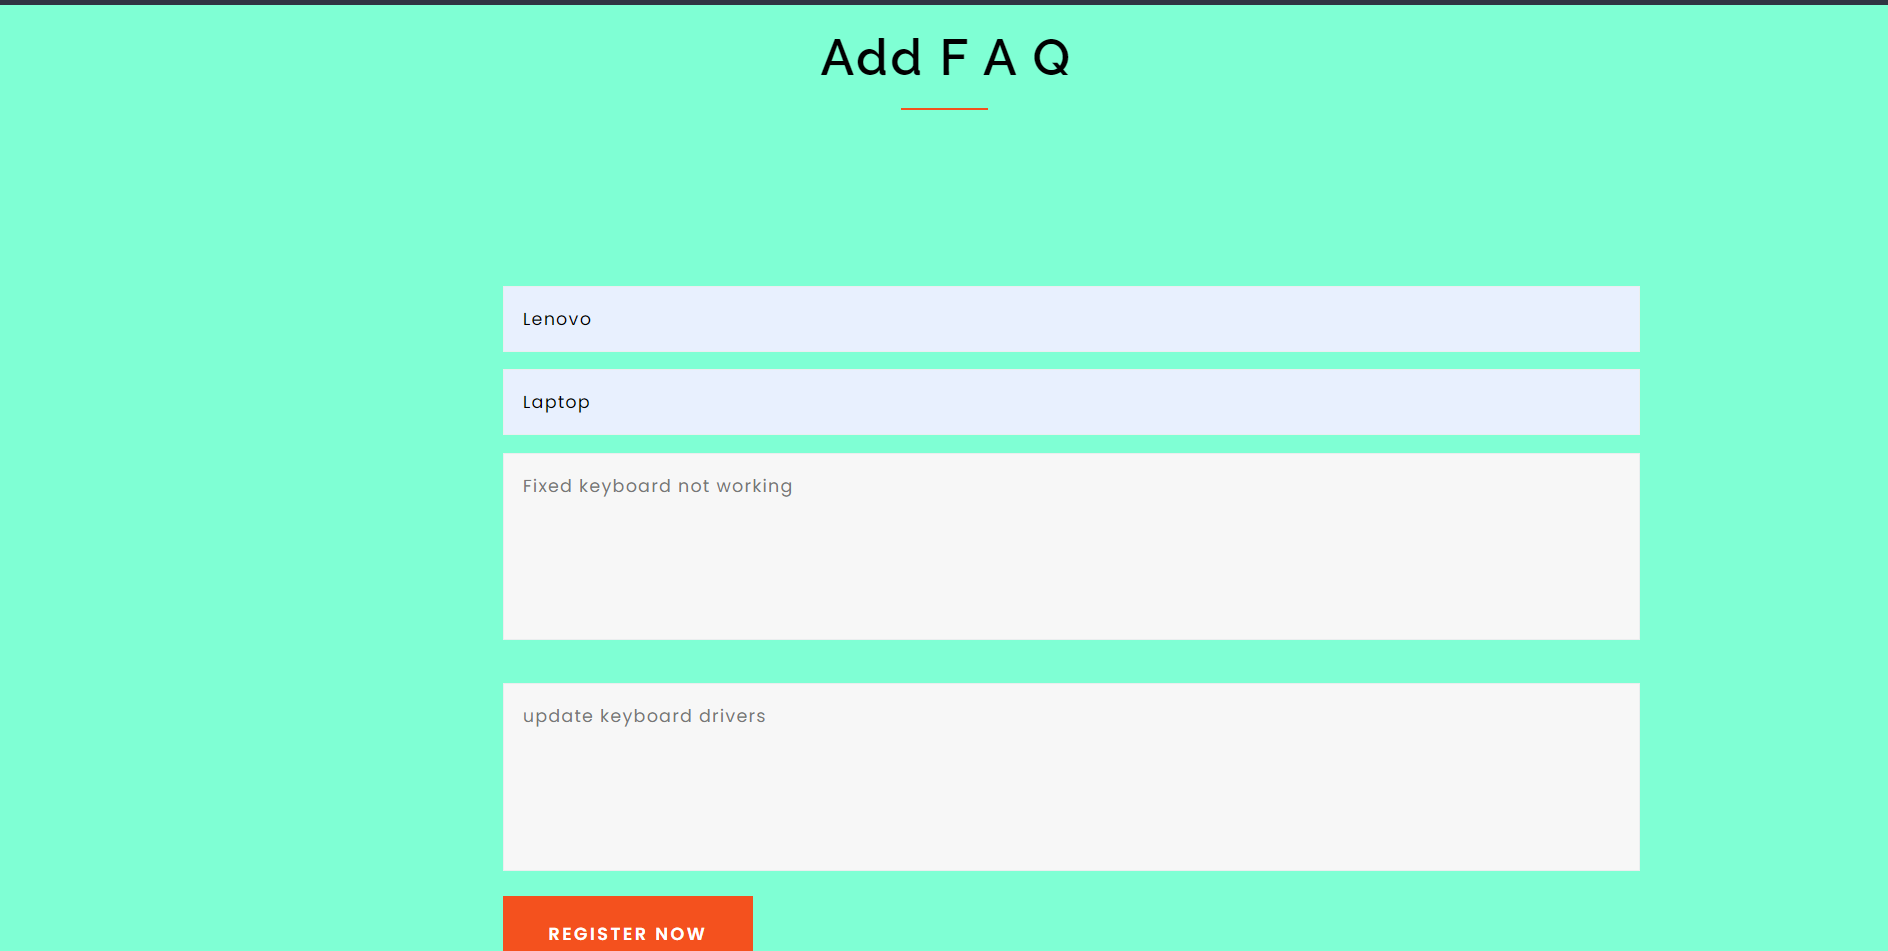 Add F A Q
Lenovo
Laptop
Fixed keyboard not working
update keyboard drivers
REGISTER NOW